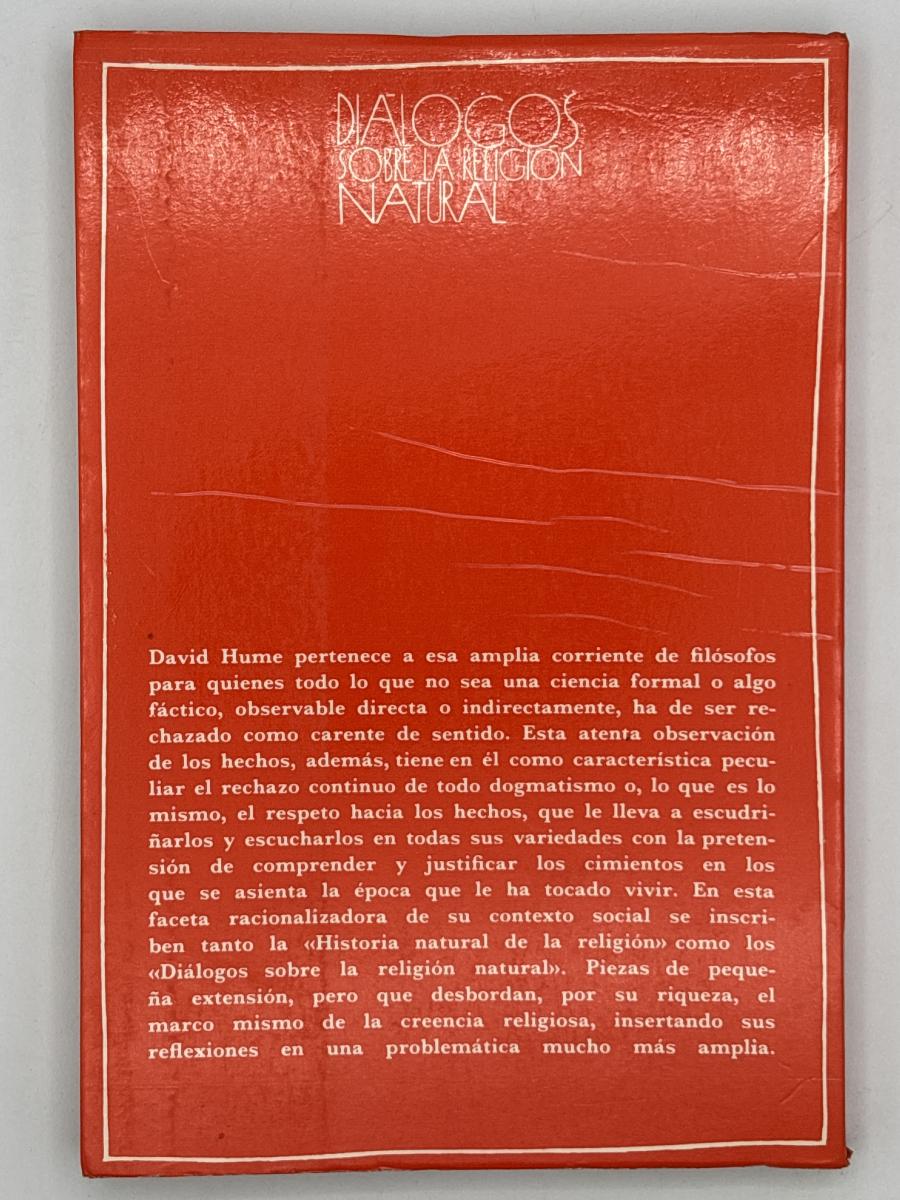 DIÁLOGOS
SOBRE LA RELIGIÓN
NATURAL
David Hume pertenece a esa amplia corriente de filósofos
para quienes todo lo que no sea una ciencia formal o algo
fáctico, observable directa o indirectamente, ha de ser re-
chazado como carente de sentido. Esta atenta observación
de los hechos, además, tiene en él como característica pecu-
liar el rechazo continuo de todo dogmatismo o, lo que es lo
mismo, el respeto hacia los hechos, que le lleva a escudri-
ñarlos y escucharlos en todas sus variedades con la preten-
sión de comprender y justificar los cimientos en los
que se asienta la época que le ha tocado vivir. En esta
faceta racionalizadora de su contexto social se inscri-
ben tanto la «Historia natural de la religión» como los
«Diálogos sobre la religión natural». Piezas de peque-
ña extensión, pero que desbordan, por su riqueza, el
marco mismo de la creencia religiosa, insertando sus
reflexiones en una problemática mucho más amplia.